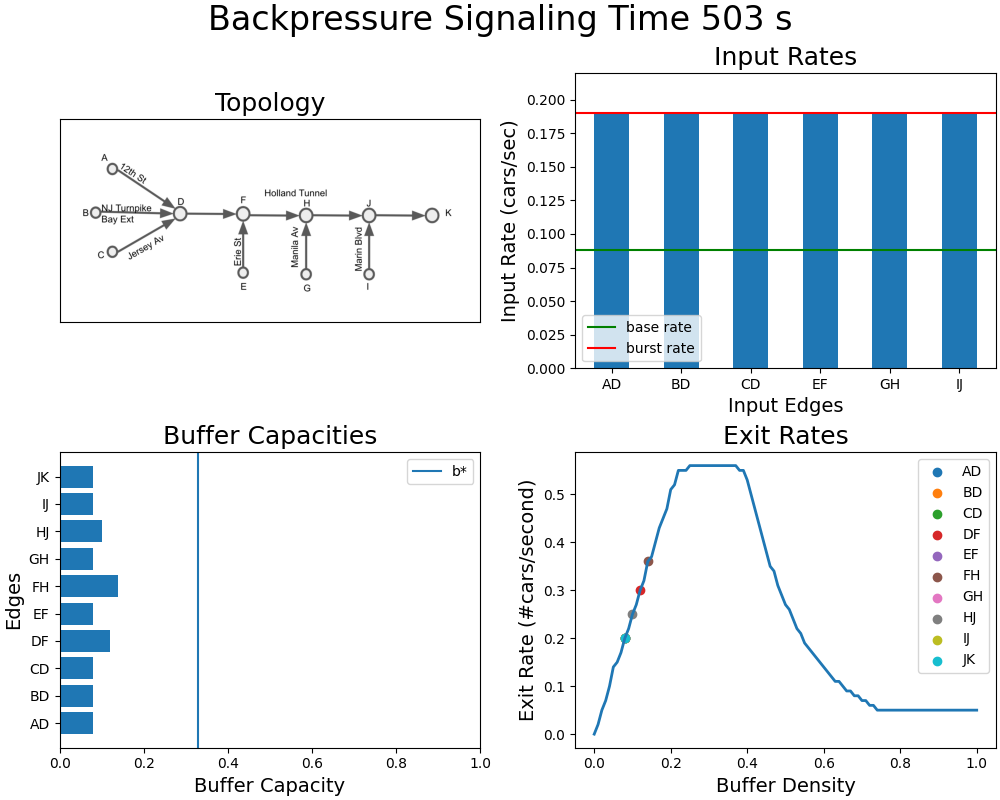 Backpressure Signaling Time 503 s
Topology
A
12th St
B
NJ Turnpike
Bay Ext
C
Jersey Av
D
F
Holland Tunnel
H
J
K
Erie St
Manila Av
Marin Blvd
E
G
I
Input Rates
Input Rate (cars/sec)
0.200
0.175
0.150
0.125
0.100
0.075
0.050
0.025
0.000
base rate
burst rate
AD BD CD EF GH IJ
Input Edges
Buffer Capacities
Edges
JK
IJ
HJ
GH
FH
EF
DF
CD
BD
AD
b*
0.0 0.2 0.4 0.6 0.8 1.0
Buffer Capacity
Exit Rates
Exit Rate (#cars/second)
0.5
0.4
0.3
0.2
0.1
0.0
AD
BD
CD
DF
EF
FH
GH
HJ
IJ
JK
0.0 0.2 0.4 0.6 0.8 1.0
Buffer Density